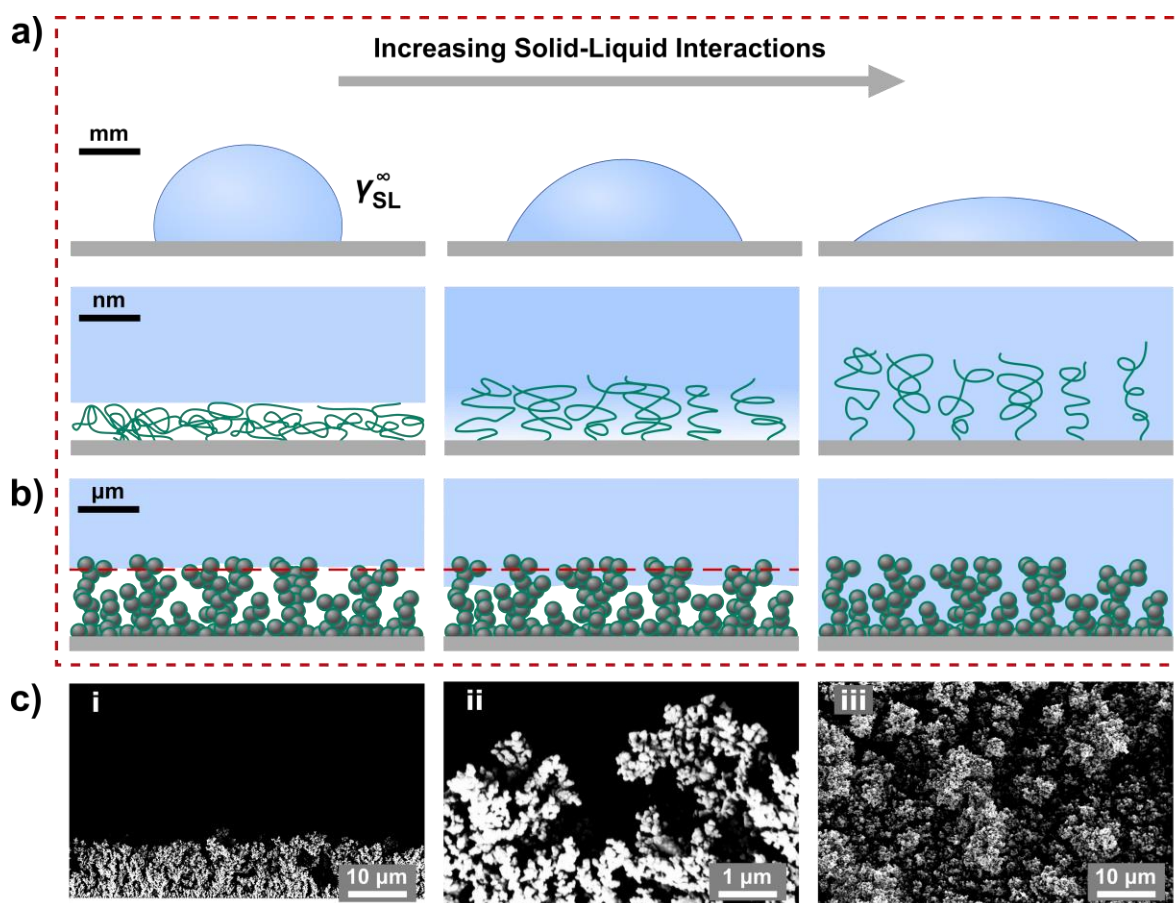 a)
Increasing Solid-Liquid Interactions
mm
γ∞SL
nm
b)
μm
c)
i
ii
iii
10 μm
1 μm
10 μm